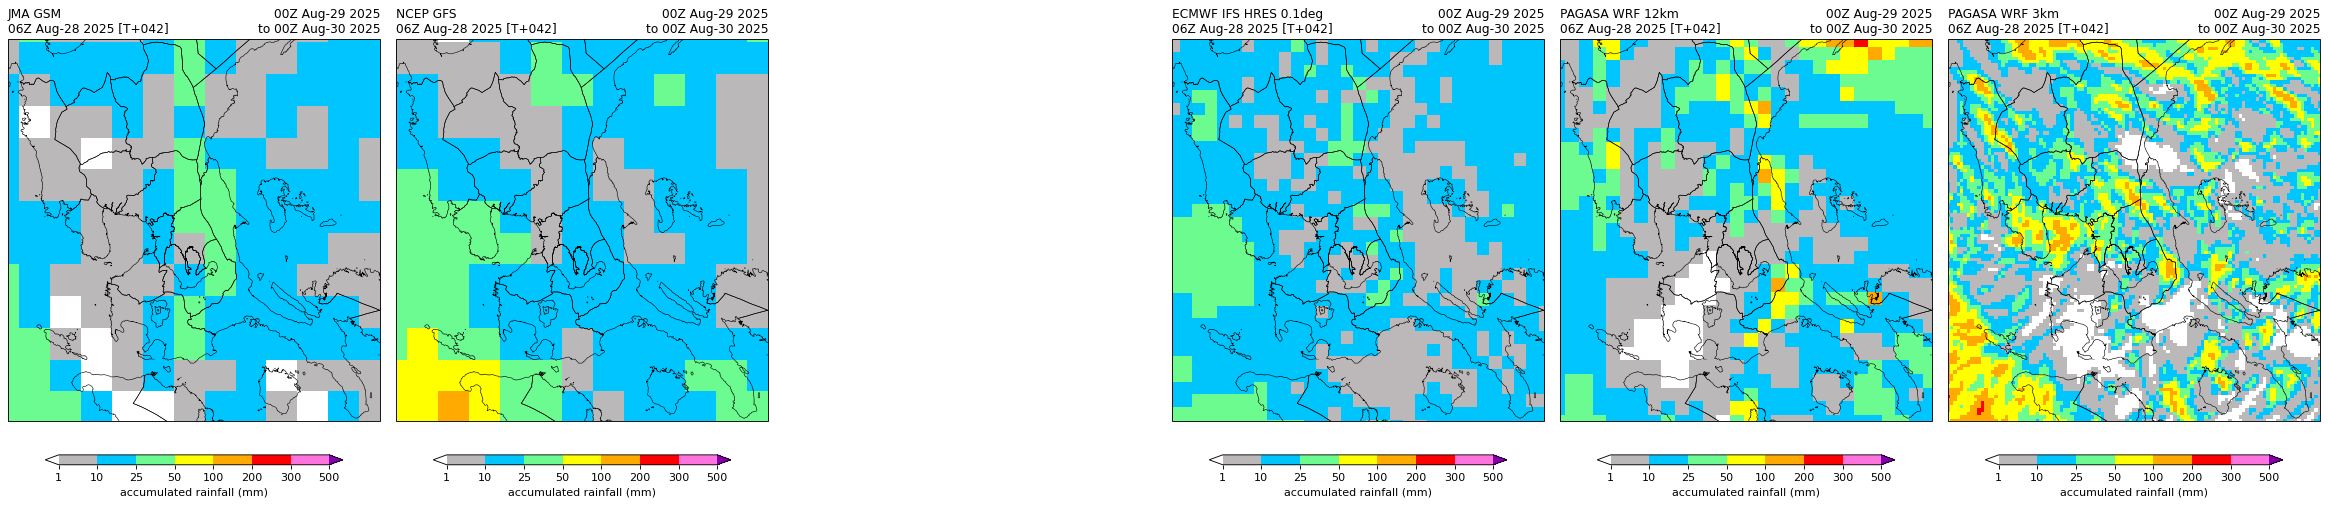 JMA GSM 00Z Aug-29 2025
06Z Aug-28 2025 [T+042] to 00Z Aug-30 2025
1 10 25 50 100 200 300 500
accumulated rainfall (mm)
NCEP GFS 00Z Aug-29 2025
06Z Aug-28 2025 [T+042] to 00Z Aug-30 2025
1 10 25 50 100 200 300 500
accumulated rainfall (mm)
ECMWF IFS HRES 0.1deg 00Z Aug-29 2025
06Z Aug-28 2025 [T+042] to 00Z Aug-30 2025
1 10 25 50 100 200 300 500
accumulated rainfall (mm)
PAGASA WRF 12km 00Z Aug-29 2025
06Z Aug-28 2025 [T+042] to 00Z Aug-30 2025
1 10 25 50 100 200 300 500
accumulated rainfall (mm)
PAGASA WRF 3km 00Z Aug-29 2025
06Z Aug-28 2025 [T+042] to 00Z Aug-30 2025
1 10 25 50 100 200 300 500
accumulated rainfall (mm)